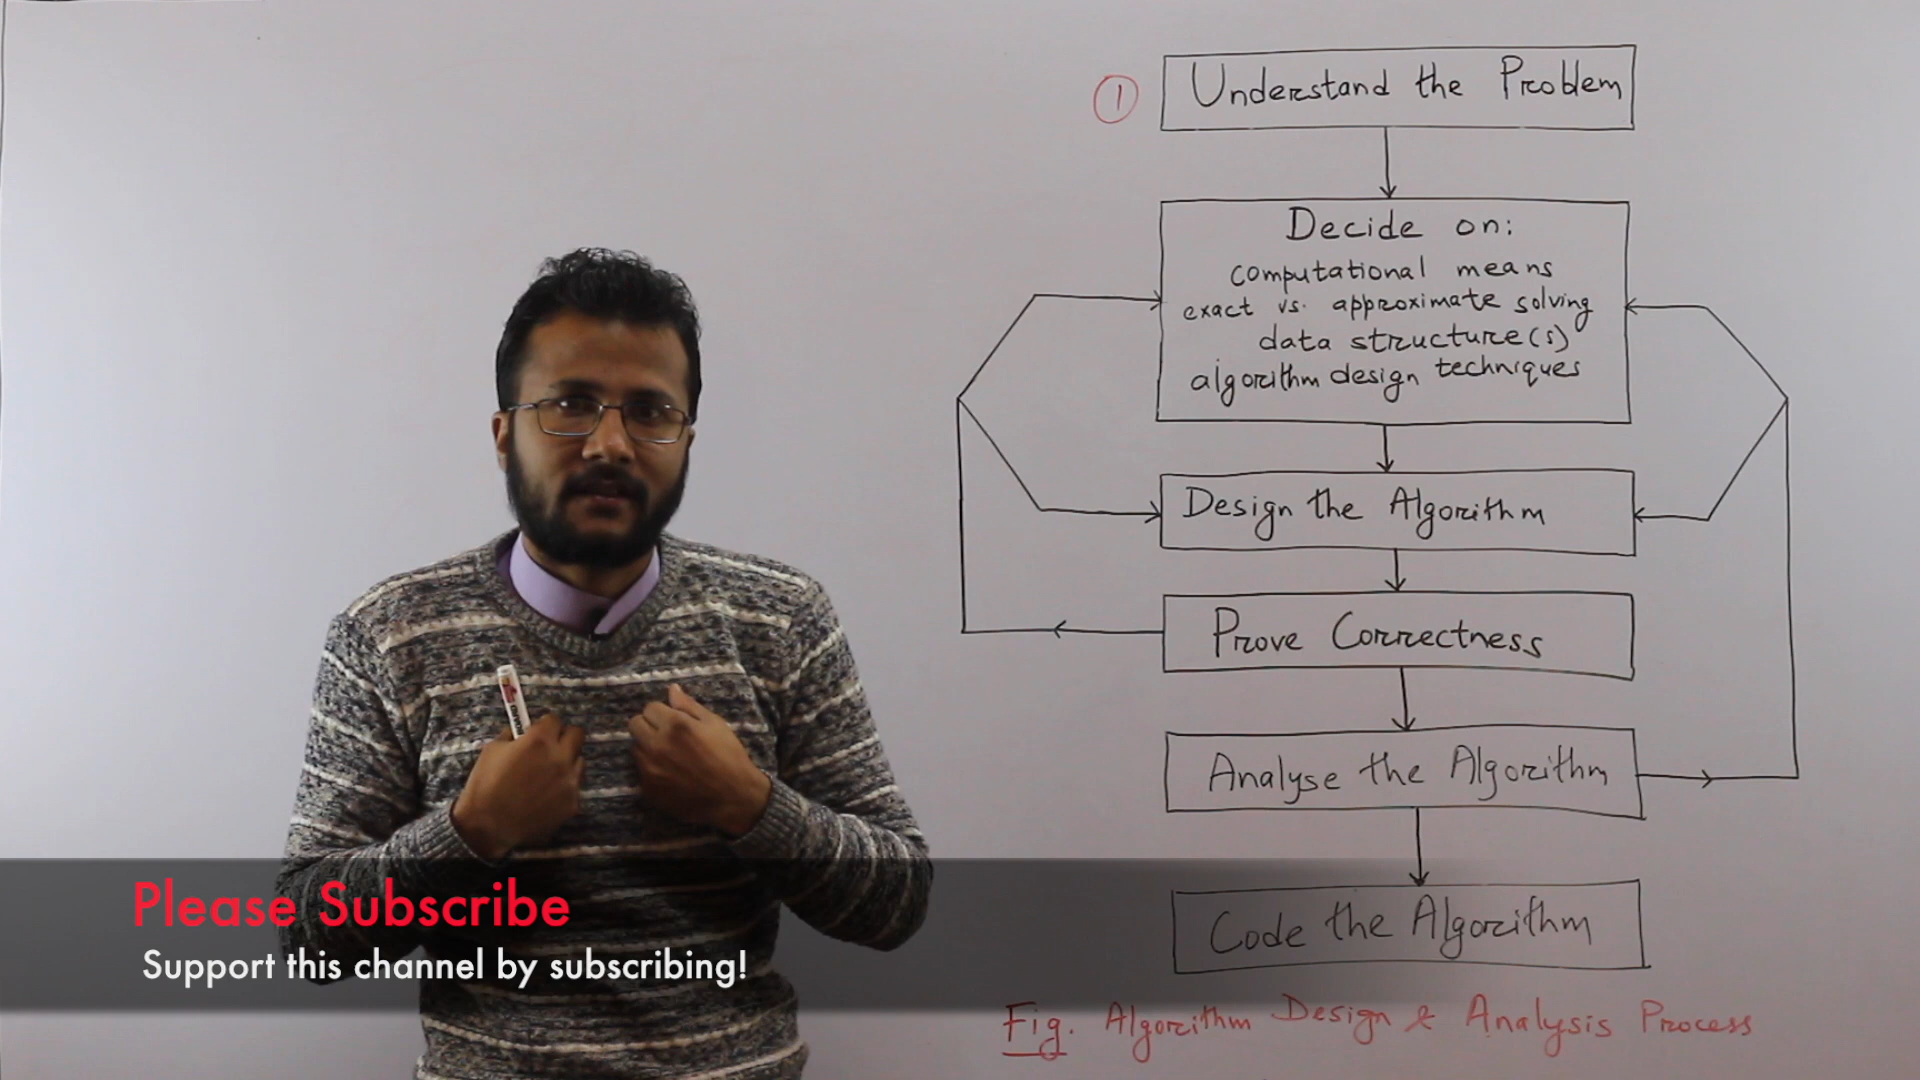 ① Understand the Problem
Decide on:
computational means
exact vs. approximate solving
data structure(s)
algorithm design techniques
Design the Algorithm
Prove Correctness
Analyse the Algorithm
Code the Algorithm
Fig. Algorithm Design & Analysis Process
Please Subscribe
Support this channel by subscribing!